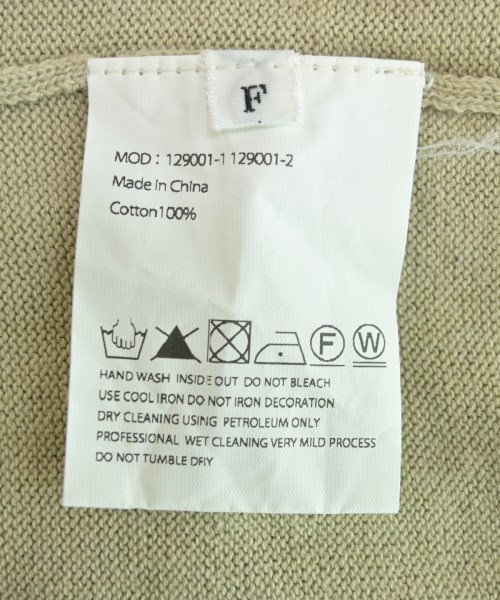 F
MOD : 129001-1 129001-2
Made in China
Cotton100%
F W
HAND WASH INSIDE OUT DO NOT BLEACH
USE COOL IRON DO NOT IRON DECORATION
DRY CLEANING USING PETROLEUM ONLY
PROFESSIONAL WET CLEANING VERY MILD PROCESS
DO NOT TUMBLE DRY